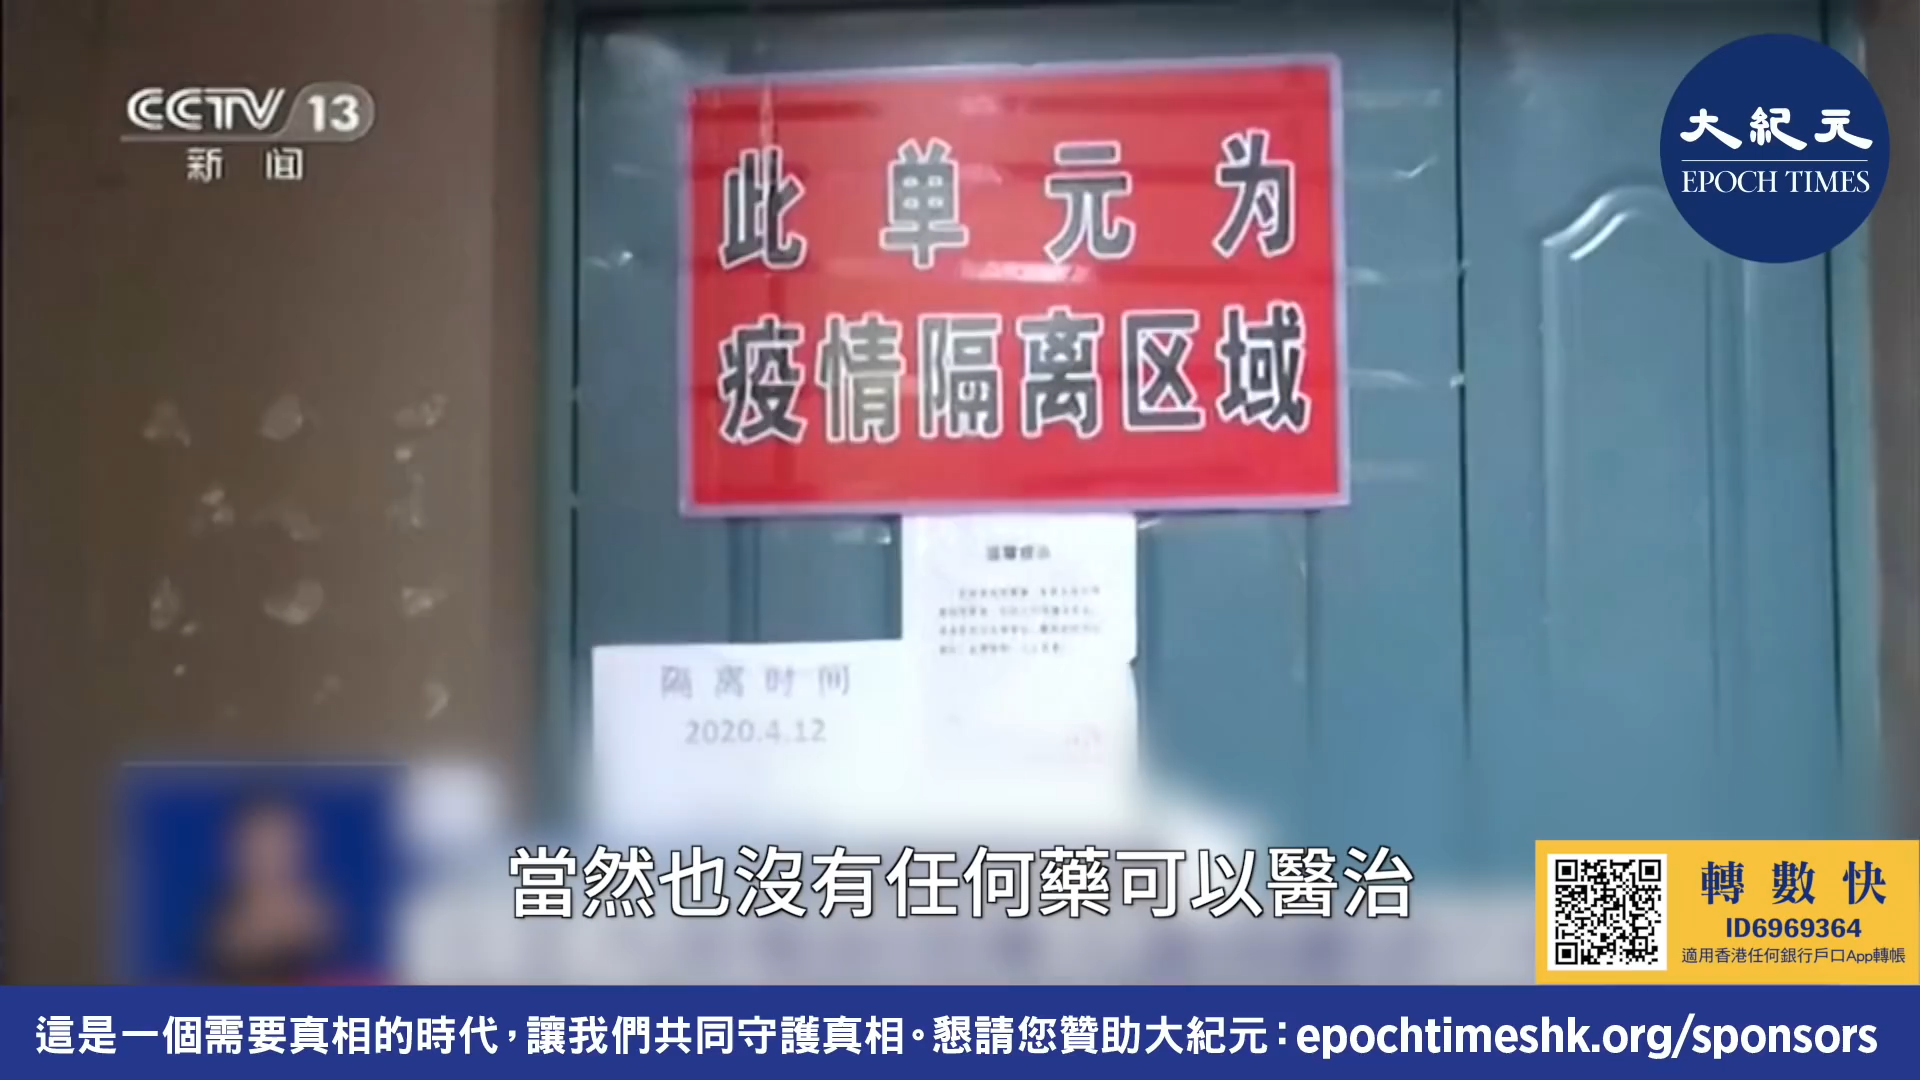 CCTV 13
新闻
大紀元
EPOCH TIMES
此单元为
疫情隔离区域
隔离时间
2020.4.12
當然也沒有任何藥可以醫治
轉數快
ID6969364
適用香港任何銀行戶口App轉帳
這是一個需要真相的時代，讓我們共同守護真相。懇請您贊助大紀元：epochtimeshk.org/sponsors